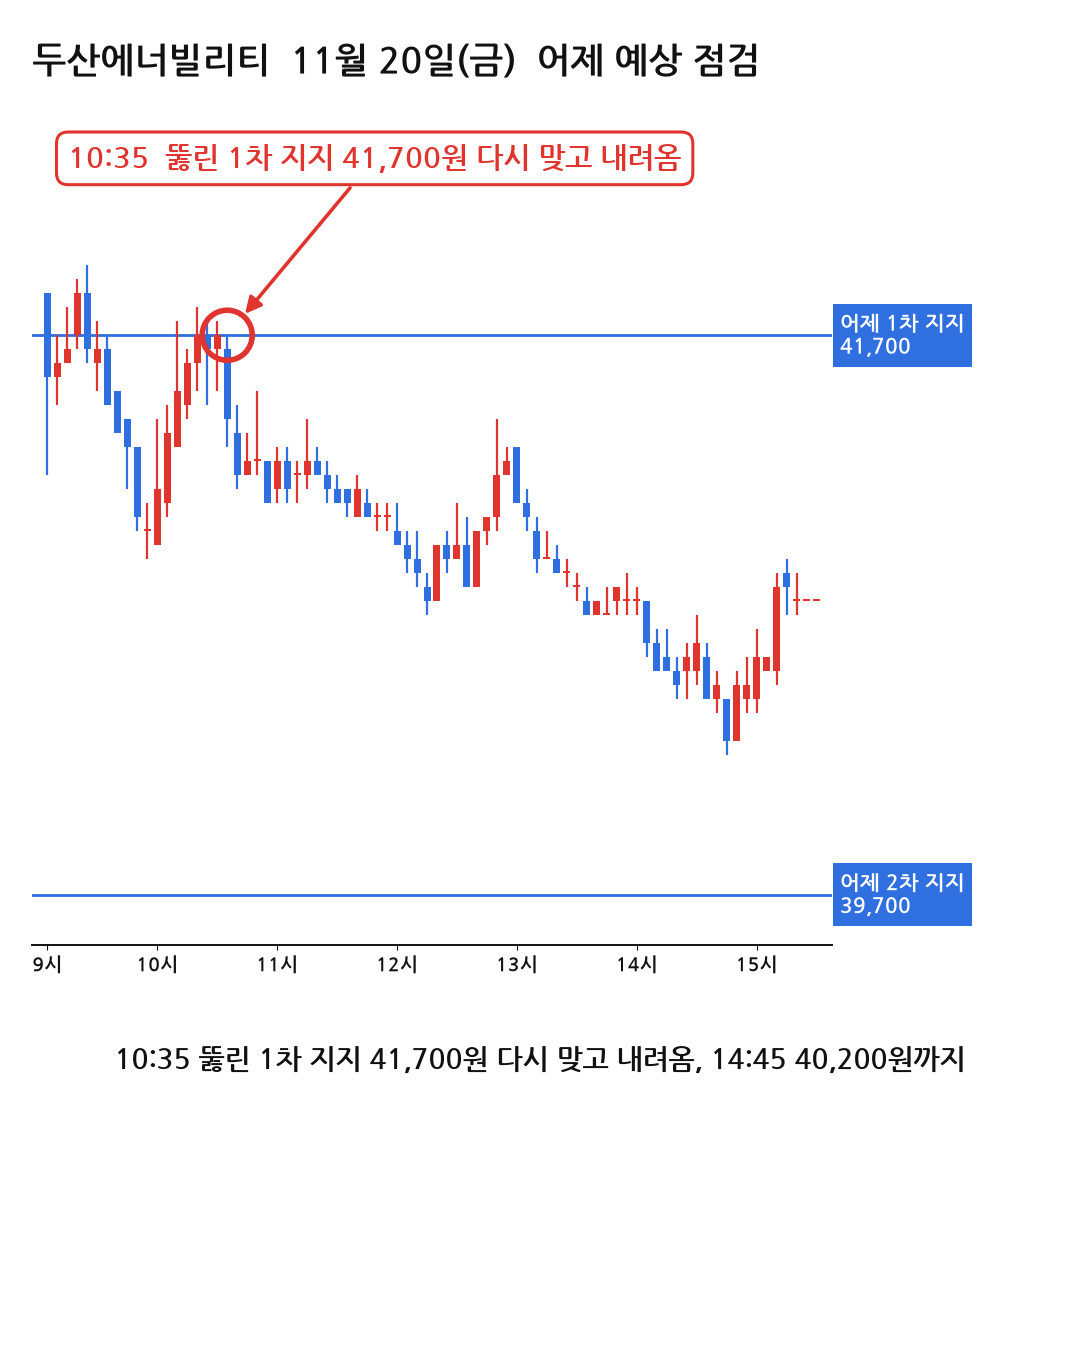 두산에너빌리티 11월 20일(금) 어제 예상 점검
10:35 뚫린 1차 지지 41,700원 다시 맞고 내려옴
어제 1차 지지
41,700
어제 2차 지지
39,700
9시 10시 11시 12시 13시 14시 15시
10:35 뚫린 1차 지지 41,700원 다시 맞고 내려옴, 14:45 40,200원까지